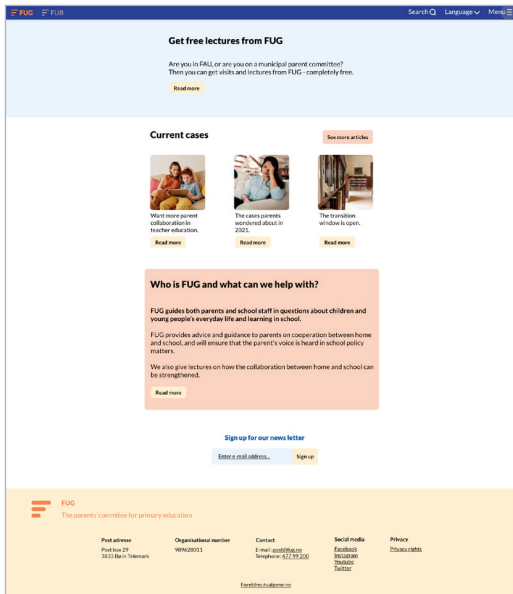 FUG FUB Search Language Menu
Get free lectures from FUG
Are you in FAU, or are you on a municipal parent committee?
Then you can get visits and lectures from FUG - completely free.
Read more
Current cases
See more articles
Want more parent
collaboration in
teacher education.
Read more
The cases parents
wondered about in
2021.
Read more
The transition
window is open.
Read more
Who is FUG and what can we help with?
FUG guides both parents and school staff in questions about children and
young people's everyday life and learning in school.
FUG provides advice and guidance to parents on cooperation between home
and school, and will ensure that the parent's voice is heard in school policy
matters.
We also give lectures on how the collaboration between home and school can
be strengthened.
Read more
Sign up for our news letter
Enter e-mail address...
Sign up
FUG
The parents' committee for primary education
Post adresse
Post box 29
3833 Bø in Telemark
Organisational number
989628011
Contact
E-mail: post@fug.no
Telephone: 477 99 200
Social media
Facebook
Instagram
Youtube
Twitter
Privacy
Privacy rights
Foreldreutvalgene.no